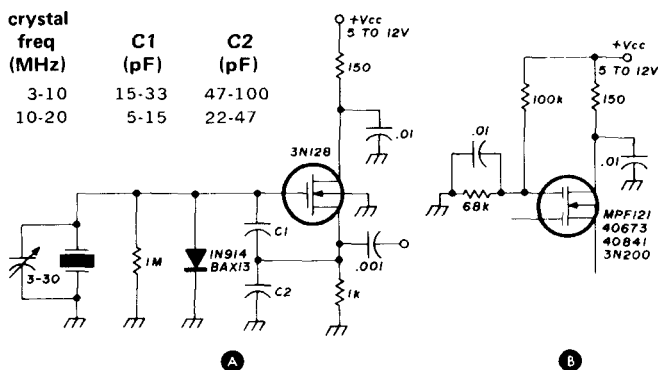 crystal
freq C1 C2
(MHz) (pF) (pF)
3-10 15-33 47-100
10-20 5-15 22-47
+Vcc
5 TO 12V
150
.01
3N128
C1
.001
3-30
1M
1N914
BAX13
C2
1k
A
+Vcc
5 TO 12V
100k
150
.01
.01
68k
MPF121
40673
40841
3N200
B